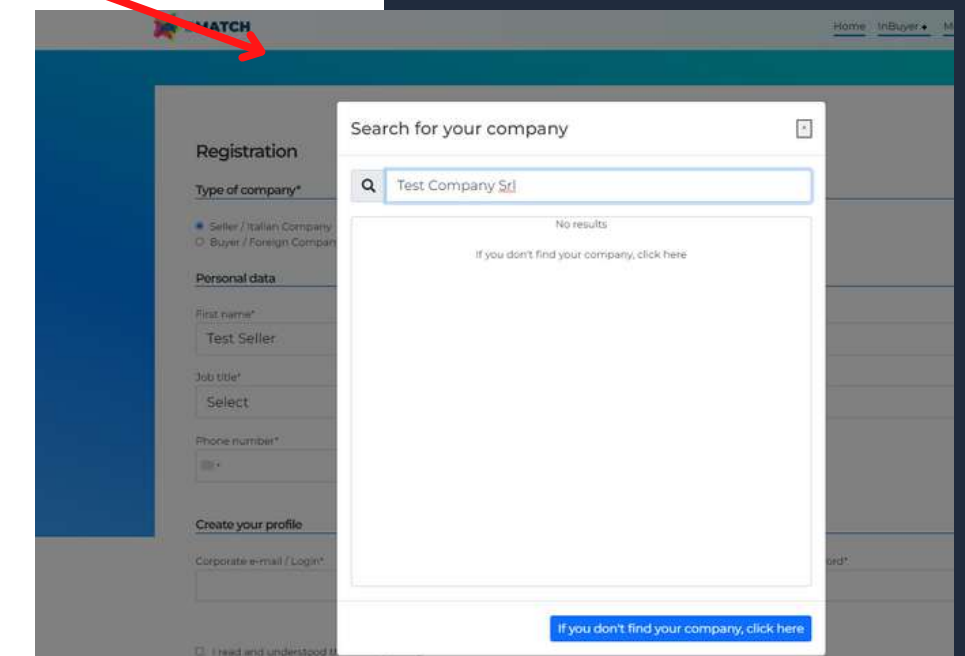 MATCH
Home InBuyer
Search for your company
Registration
Test Company Srl
Type of company*
No results
Seller / Italian Company
Buyer / Foreign Compan
If you don't find your company, click here
Personal data
First name*
Test Seller
Job title*
Select
Phone number*
Create your profile
Corporate e-mail / Login*
ord*
If you don't find your company, click here
I read and understood th